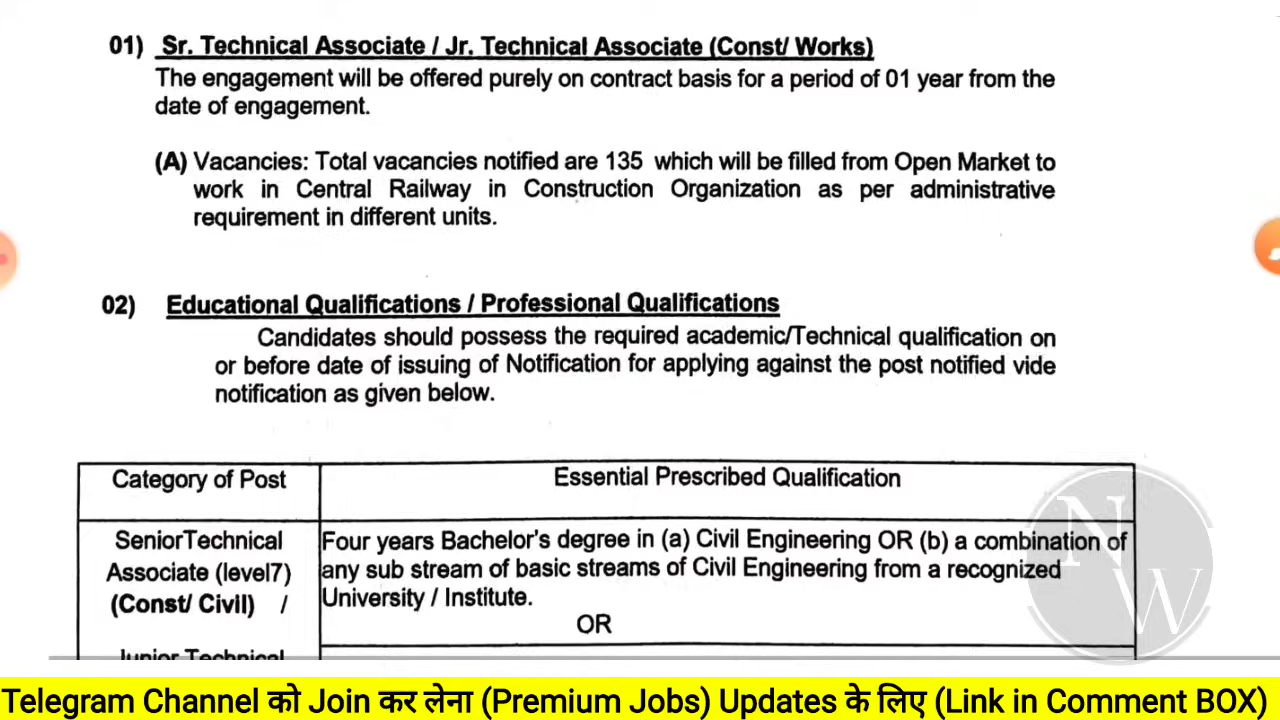 01) Sr. Technical Associate / Jr. Technical Associate (Const/ Works)
The engagement will be offered purely on contract basis for a period of 01 year from the
date of engagement.
(A) Vacancies: Total vacancies notified are 135 which will be filled from Open Market to
work in Central Railway in Construction Organization as per administrative
requirement in different units.
02) Educational Qualifications / Professional Qualifications
Candidates should possess the required academic/Technical qualification on
or before date of issuing of Notification for applying against the post notified vide
notification as given below.
Category of Post
Essential Prescribed Qualification
SeniorTechnical
Associate (level7)
(Const/ Civil) /
Junior Technical
Four years Bachelor's degree in (a) Civil Engineering OR (b) a combination of
any sub stream of basic streams of Civil Engineering from a recognized
University / Institute.
OR
N
W
Telegram Channel को Join कर लेना (Premium Jobs) Updates के लिए (Link in Comment BOX)